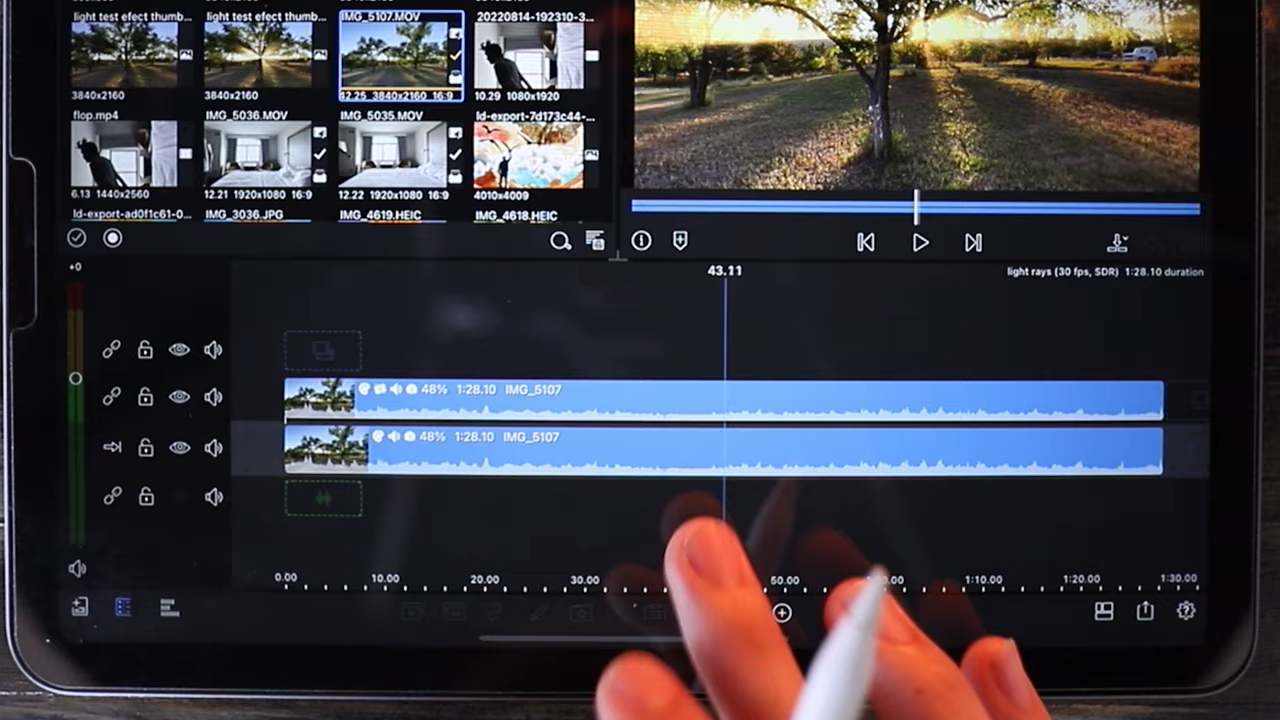 light test efect thumb... light test efect thumb... IMG_5107.MOV 20220814-192310-3...
3840x2160 3840x2160 12.25 3840x2160 16:9 10.29 1080x1920
flop.mp4 IMG_5036.MOV IMG_5035.MOV ld-export-7d173c44-...
6.13 1440x2560 12.21 1920x1080 16:9 12.22 1920x1080 16:9 4010x4009
ld-export-ad0f1c61-0... IMG_3036.JPG IMG_4619.HEIC IMG_4618.HEIC
+0
43.11
light rays (30 fps, SDR) 1:28.10 duration
48% 1:28.10 IMG_5107
48% 1:28.10 IMG_5107
0.00 10.00 20.00 30.00 50.00 1:10.00 1:20.00 1:30.00